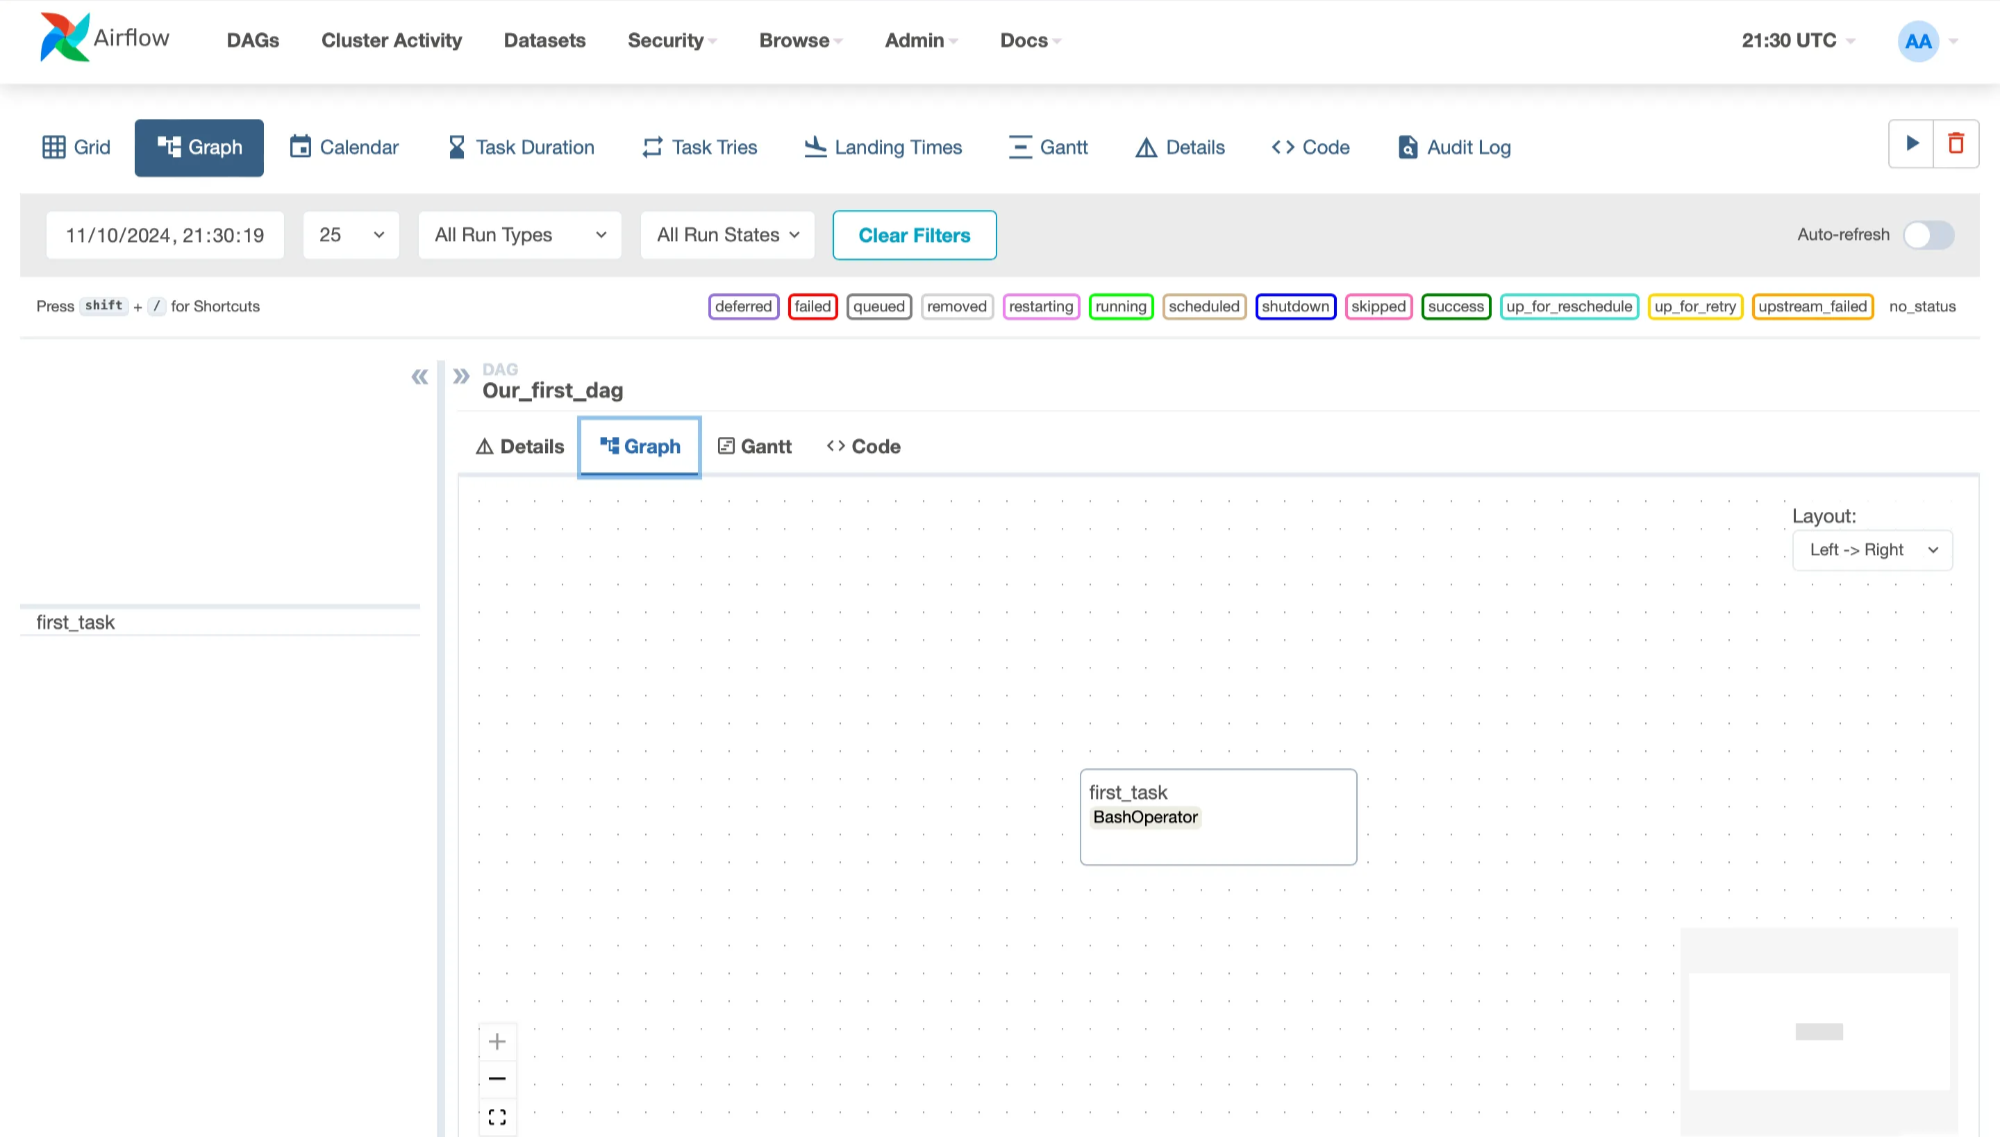 Airflow DAGs Cluster Activity Datasets Security Browse Admin Docs 21:30 UTC AA
Grid Graph Calendar Task Duration Task Tries Landing Times Gantt Details Code Audit Log
11/10/2024, 21:30:19 25 All Run Types All Run States Clear Filters Auto-refresh
Press shift + / for Shortcuts deferred failed queued removed restarting running scheduled shutdown skipped success up_for_reschedule up_for_retry upstream_failed no_status
DAG
Our_first_dag
Details Graph Gantt Code
Layout:
Left -> Right
first_task
first_task
BashOperator